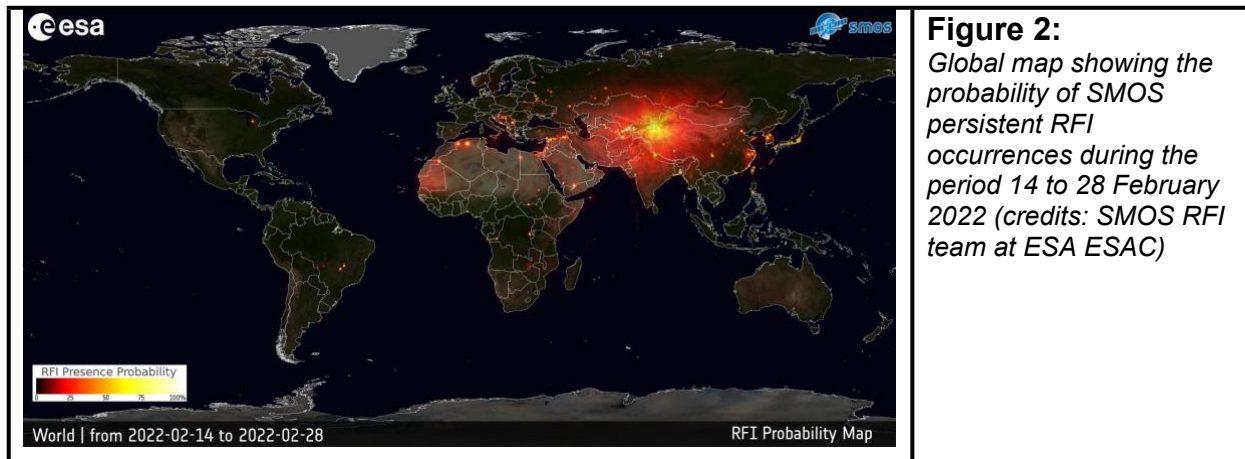 esa
smos
RFI Presence Probability
0 25 50 75 100%
World | from 2022-02-14 to 2022-02-28
RFI Probability Map
Figure 2:
Global map showing the
probability of SMOS
persistent RFI
occurrences during the
period 14 to 28 February
2022 (credits: SMOS RFI
team at ESA ESAC)